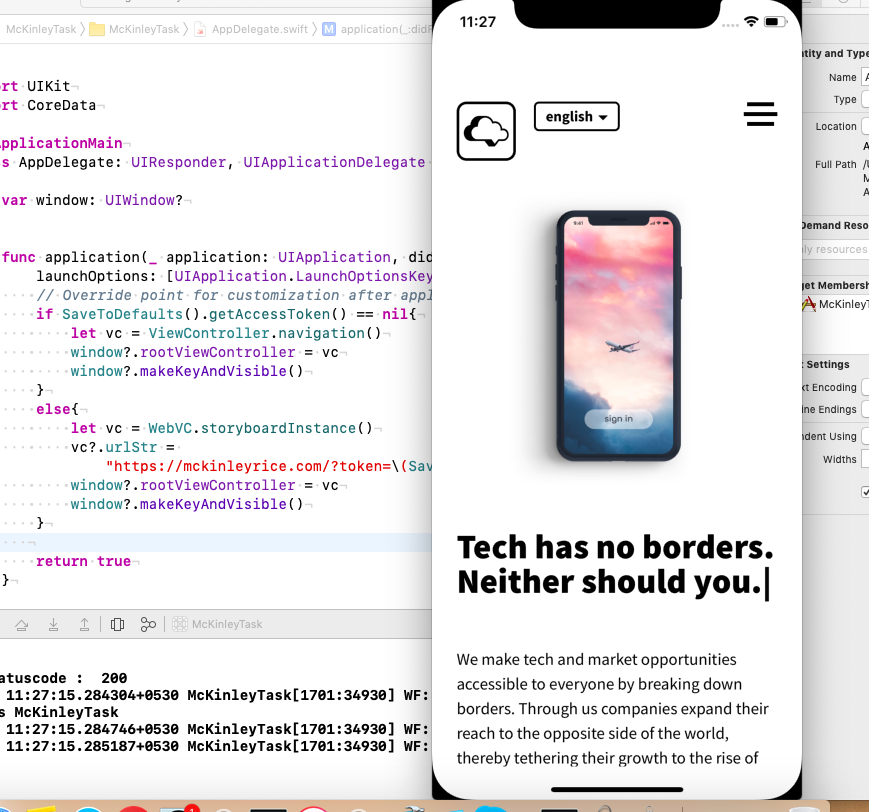 McKinleyTask
McKinleyTask
AppDelegate.swift
M
application(_:didF
ort UIKit
ort CoreData
ApplicationMain
s AppDelegate: UIResponder, UIApplicationDelegate
var window: UIWindow?
func application(_ application: UIApplication, did
launchOptions: [UIApplication.LaunchOptionsKey
// Override point for customization after appl
if SaveToDefaults().getAccessToken() == nil{
let vc = ViewController.navigation()
window?.rootViewController = vc
window?.makeKeyAndVisible()
}
else{
let vc = WebVC.storyboardInstance()
vc?.urlStr =
"https://mckinleyrice.com/?token=\(Sav
window?.rootViewController = vc
window?.makeKeyAndVisible()
}
return true
}
McKinleyTask
atuscode : 200
11:27:15.284304+0530 McKinleyTask[1701:34930] WF:
s McKinleyTask
11:27:15.284746+0530 McKinleyTask[1701:34930] WF:
11:27:15.285187+0530 McKinleyTask[1701:34930] WF:
11:27
english
9:41
sign in
Tech has no borders.
Neither should you.|
We make tech and market opportunities
accessible to everyone by breaking down
borders. Through us companies expand their
reach to the opposite side of the world,
thereby tethering their growth to the rise of
ntity and Type
Name
Type
Location
Full Path
Demand Reso
nly resources
get Membersh
McKinleyT
t Settings
xt Encoding
ine Endings
ndent Using
Widths
1